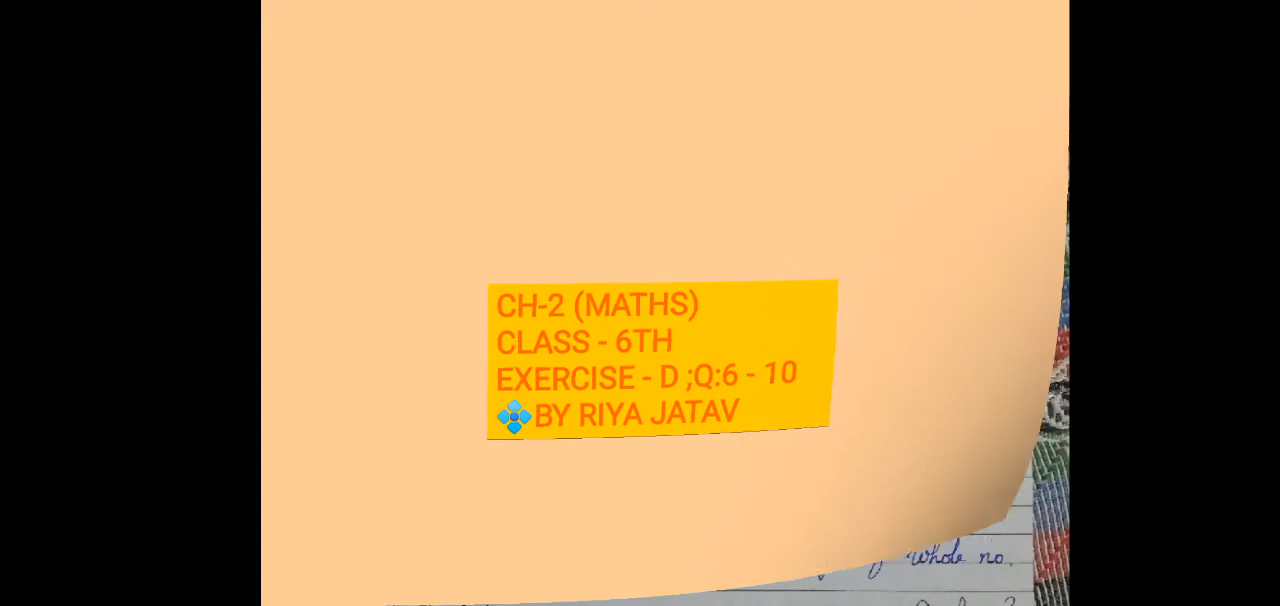 CH-2 (MATHS)
CLASS - 6TH
EXERCISE - D ;Q:6 - 10
💠BY RIYA JATAV
whole no.